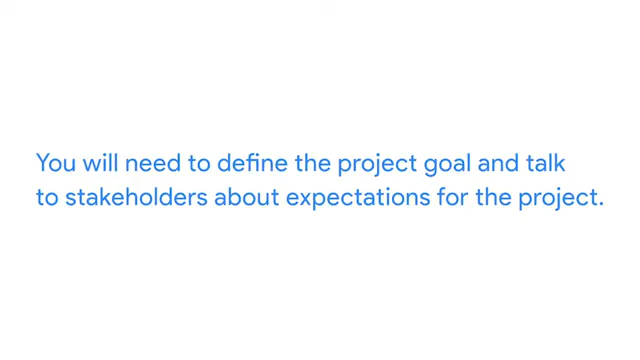 You will need to define the project goal and talk
to stakeholders about expectations for the project.